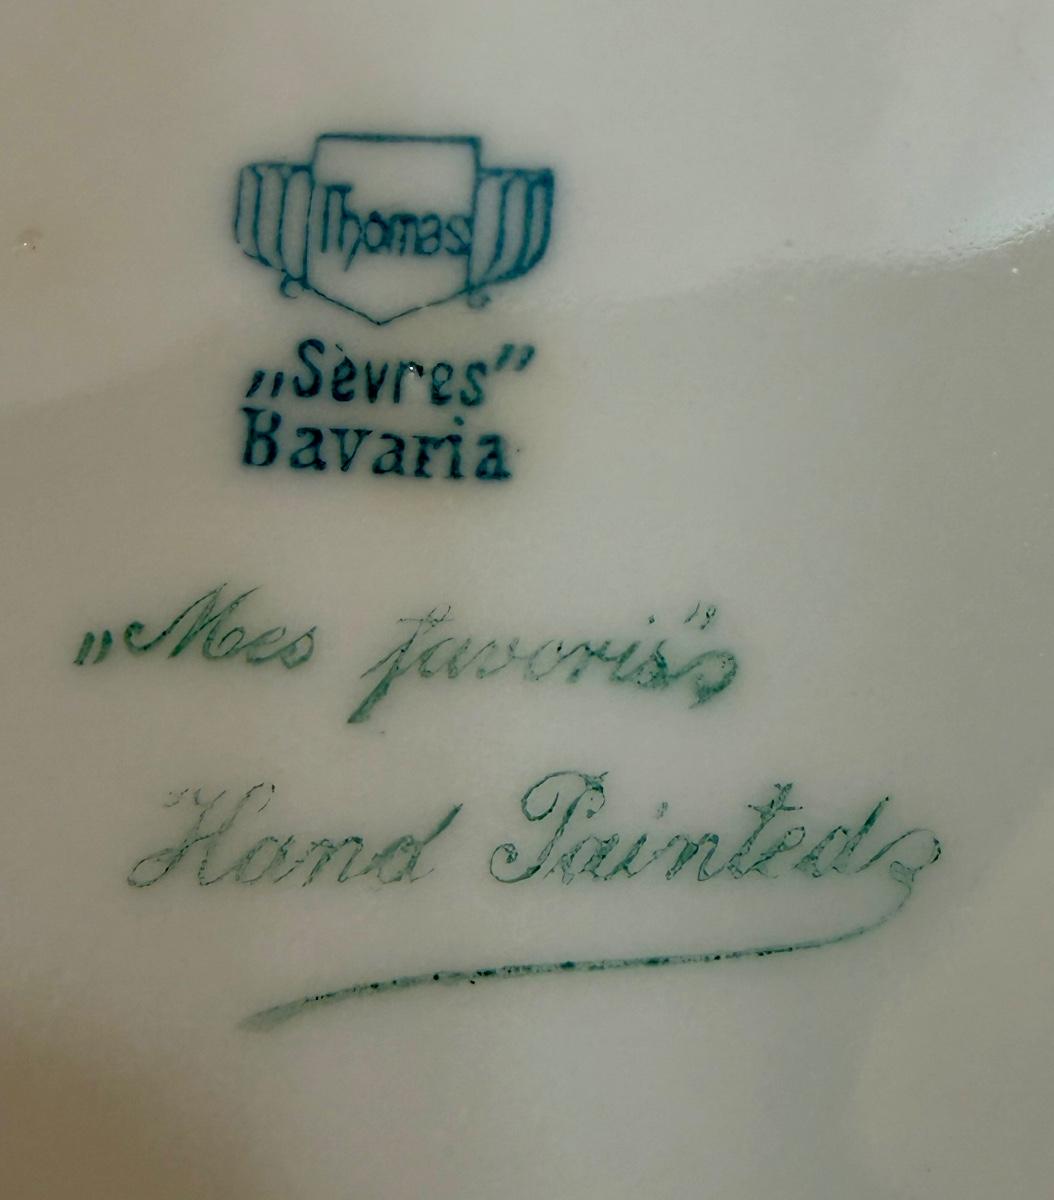 Thomas
„Sèvres”
Bavaria
„Mes favoris”
Hand Painted